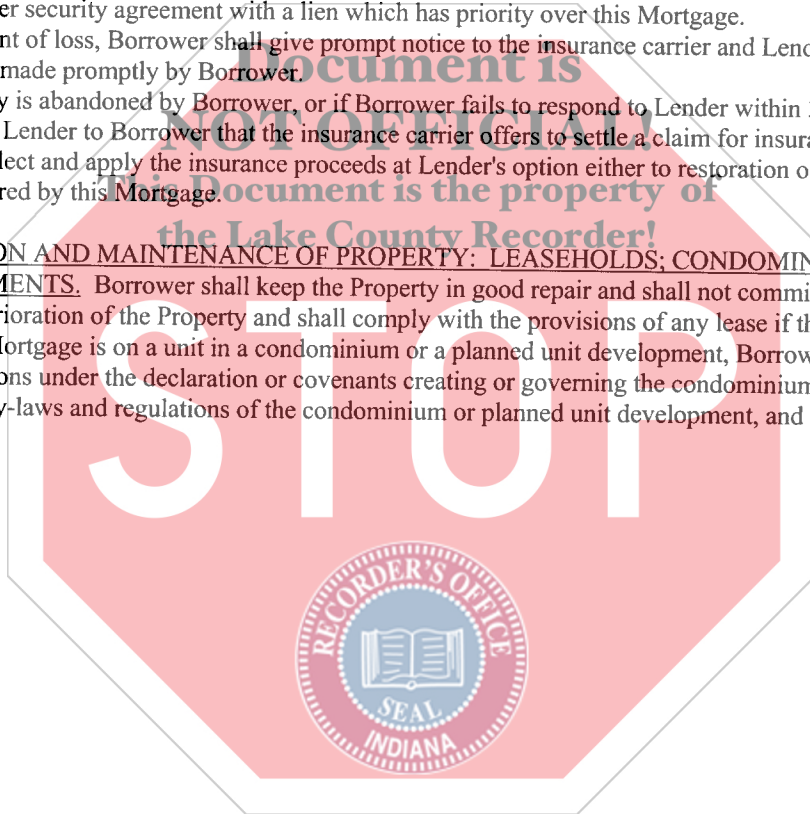 er security agreement with a lien which has priority over this Mortgage.
nt of loss, Borrower shall give prompt notice to the insurance carrier and Lend
made promptly by Borrower.
Document is
y is abandoned by Borrower, or if Borrower fails to respond to Lender within
NOT OFFICIAL!
Lender to Borrower that the insurance carrier offers to settle a claim for insura
lect and apply the insurance proceeds at Lender's option either to restoration o
This Document is the property of
red by this Mortgage.
the Lake County Recorder!
ON AND MAINTENANCE OF PROPERTY: LEASEHOLDS; CONDOMIN
MENTS. Borrower shall keep the Property in good repair and shall not commi
rioration of the Property and shall comply with the provisions of any lease if th
Mortgage is on a unit in a condominium or a planned unit development, Borrow
ons under the declaration or covenants creating or governing the condominium
y-laws and regulations of the condominium or planned unit development, and
STOP
RECORDER'S OFFICE
SEAL
INDIANA